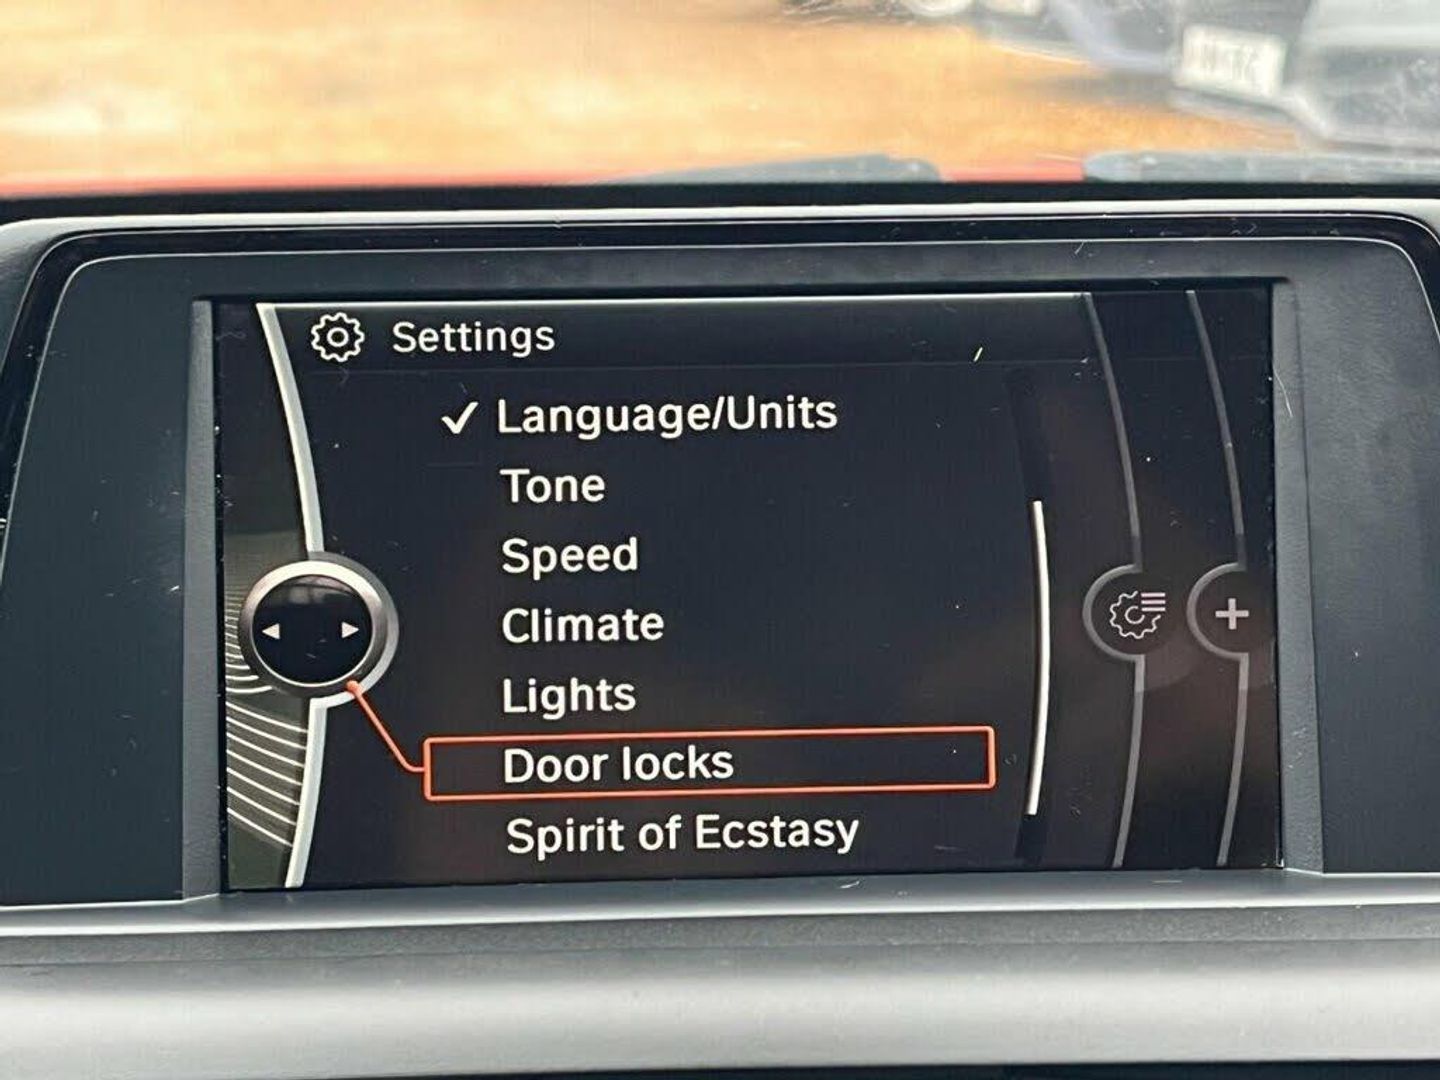 Settings
✓ Language/Units
Tone
Speed
Climate
Lights
Door locks
Spirit of Ecstasy